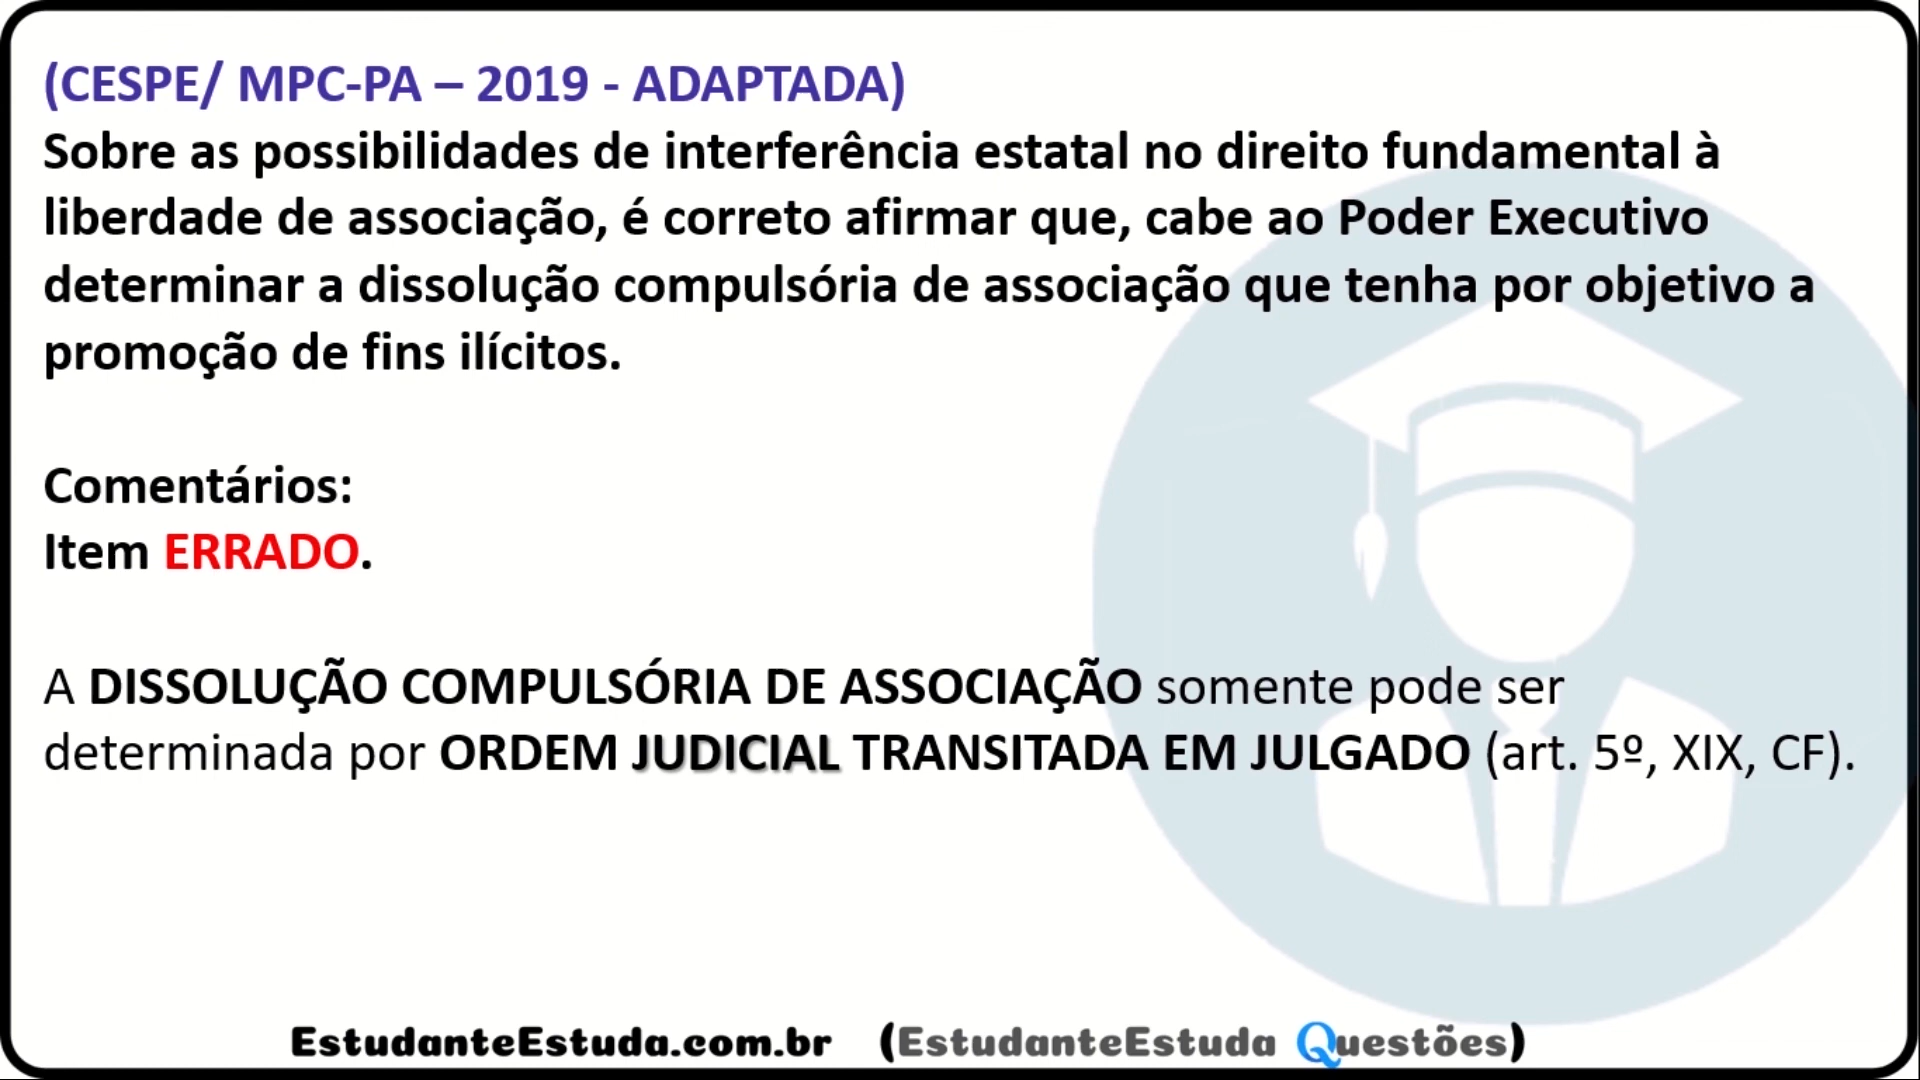 (CESPE/ MPC-PA – 2019 - ADAPTADA)
Sobre as possibilidades de interferência estatal no direito fundamental à
liberdade de associação, é correto afirmar que, cabe ao Poder Executivo
determinar a dissolução compulsória de associação que tenha por objetivo a
promoção de fins ilícitos.
Comentários:
Item ERRADO.
A DISSOLUÇÃO COMPULSÓRIA DE ASSOCIAÇÃO somente pode ser
determinada por ORDEM JUDICIAL TRANSITADA EM JULGADO (art. 5º, XIX, CF).
EstudanteEstuda.com.br (EstudanteEstuda Questões)